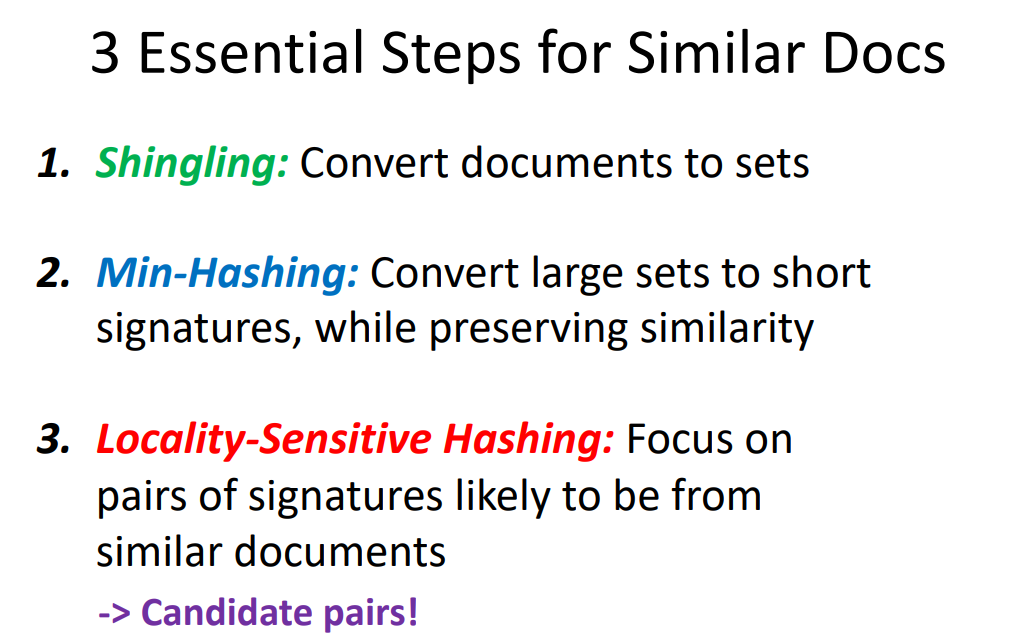 3 Essential Steps for Similar Docs
1. Shingling: Convert documents to sets
2. Min-Hashing: Convert large sets to short
signatures, while preserving similarity
3. Locality-Sensitive Hashing: Focus on
pairs of signatures likely to be from
similar documents
-> Candidate pairs!